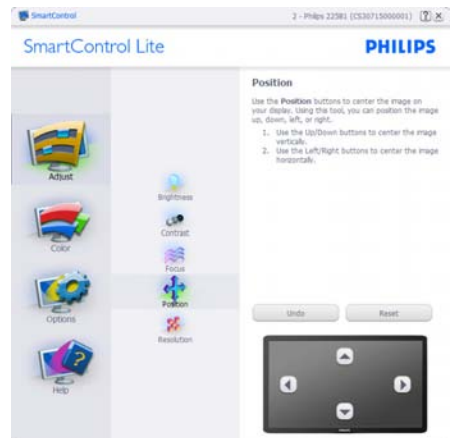 SmartControl
2 - Philips 225B1 (CS30715000001)
SmartControl Lite
PHILIPS
Adjust
Color
Options
Help
Brightness
Contrast
Focus
Position
Resolution
Position
Use the Position buttons to center the image on
your display. Using the tool, you can position the image
up, down, left, or right.
1. Use the Up/Down buttons to center the image
vertically.
2. Use the Left/Right buttons to center the image
horizontally.
Undo
Reset